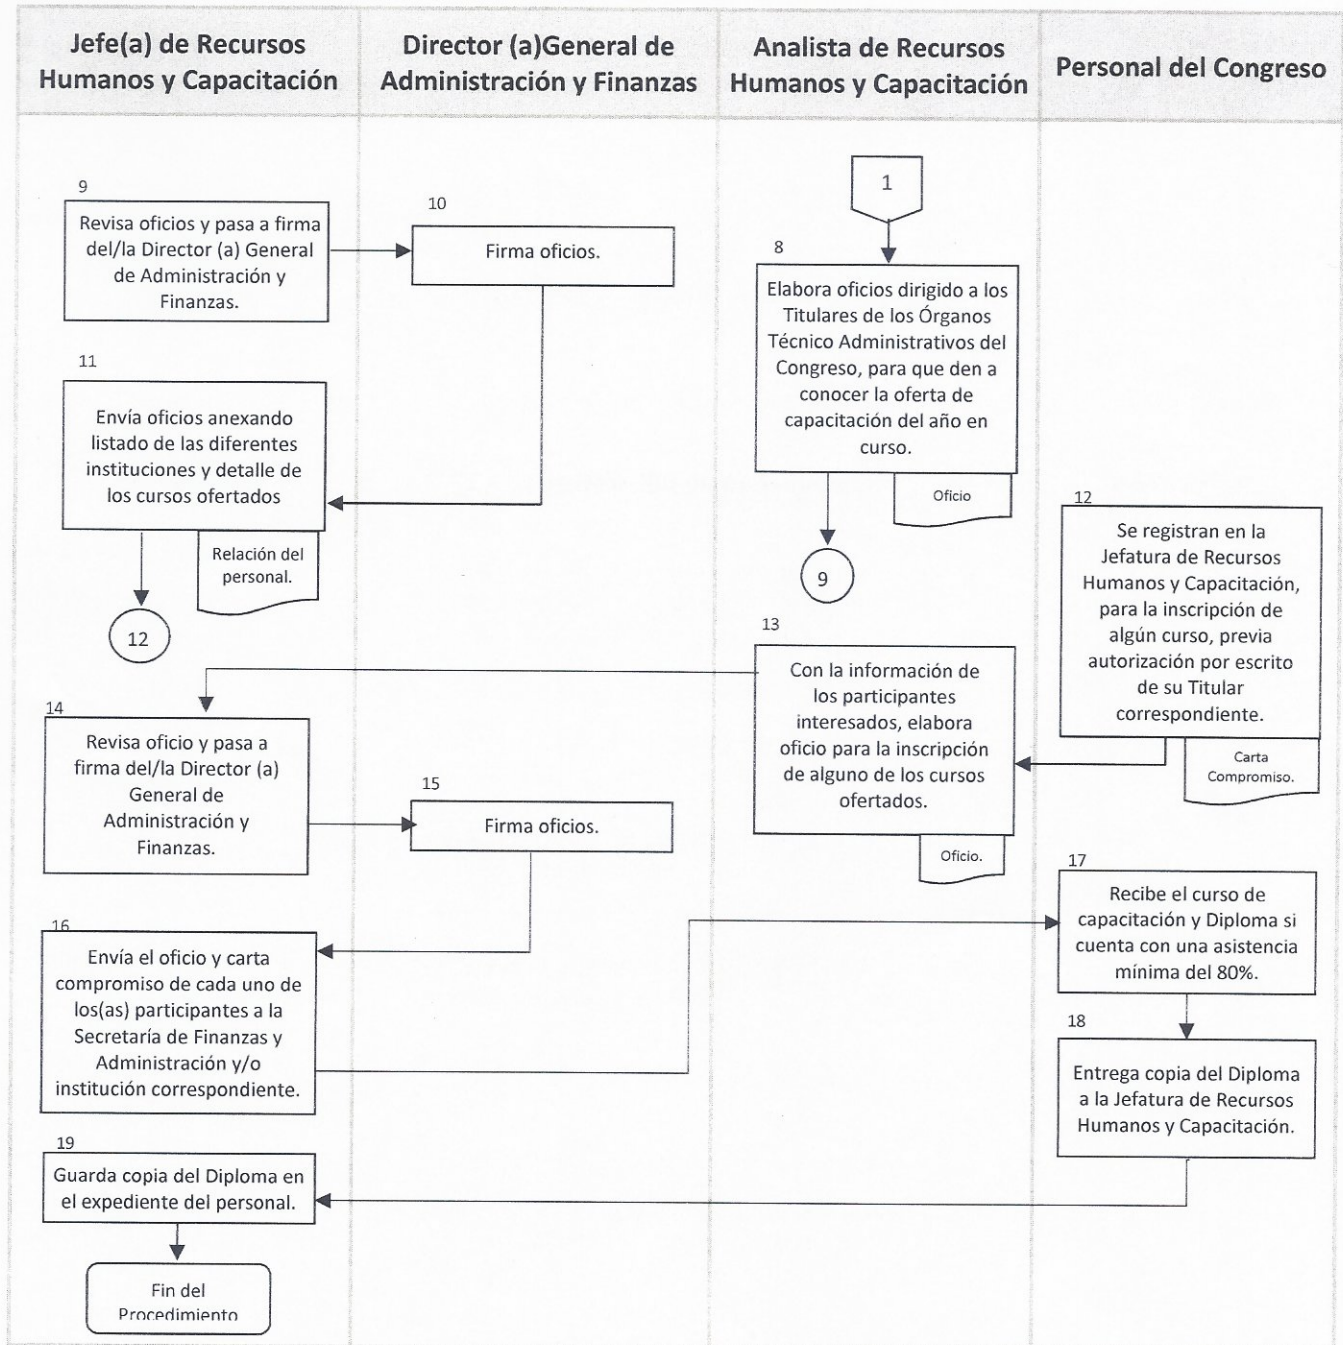 Jefe(a) de Recursos
Humanos y Capacitación
Director (a)General de
Administración y Finanzas
Analista de Recursos
Humanos y Capacitación
Personal del Congreso
9
Revisa oficios y pasa a firma
del/la Director (a) General
de Administración y
Finanzas.
10
Firma oficios.
1
8
Elabora oficios dirigido a los
Titulares de los Órganos
Técnico Administrativos del
Congreso, para que den a
conocer la oferta de
capacitación del año en
curso.
Oficio
9
11
Envía oficios anexando
listado de las diferentes
instituciones y detalle de
los cursos ofertados
Relación del
personal.
12
12
Se registran en la
Jefatura de Recursos
Humanos y Capacitación,
para la inscripción de
algún curso, previa
autorización por escrito
de su Titular
correspondiente.
Carta
Compromiso.
13
Con la información de
los participantes
interesados, elabora
oficio para la inscripción
de alguno de los cursos
ofertados.
Oficio.
14
Revisa oficio y pasa a
firma del/la Director (a)
General de
Administración y
Finanzas.
15
Firma oficios.
16
Envía el oficio y carta
compromiso de cada uno de
los(as) participantes a la
Secretaría de Finanzas y
Administración y/o
institución correspondiente.
17
Recibe el curso de
capacitación y Diploma si
cuenta con una asistencia
mínima del 80%.
18
Entrega copia del Diploma
a la Jefatura de Recursos
Humanos y Capacitación.
19
Guarda copia del Diploma en
el expediente del personal.
Fin del
Procedimiento